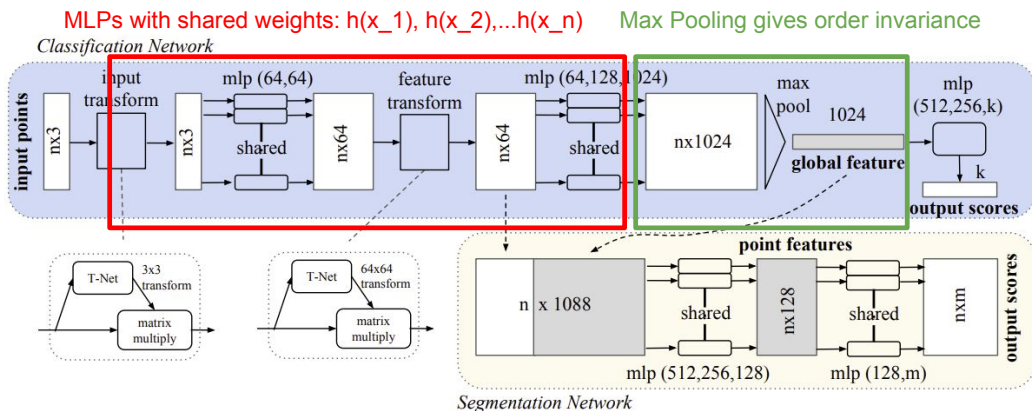 MLPs with shared weights: h(x_1), h(x_2),...h(x_n)
Max Pooling gives order invariance
Classification Network
input points
nx3
input
transform
nx3
mlp (64,64)
shared
nx64
feature
transform
nx64
mlp (64,128,1024)
shared
nx1024
max
pool
1024
global feature
mlp
(512,256,k)
k
output scores
T-Net
3x3
transform
matrix
multiply
T-Net
64x64
transform
matrix
multiply
point features
n x 1088
shared
mlp (512,256,128)
nx128
shared
mlp (128,m)
nxm
output scores
Segmentation Network